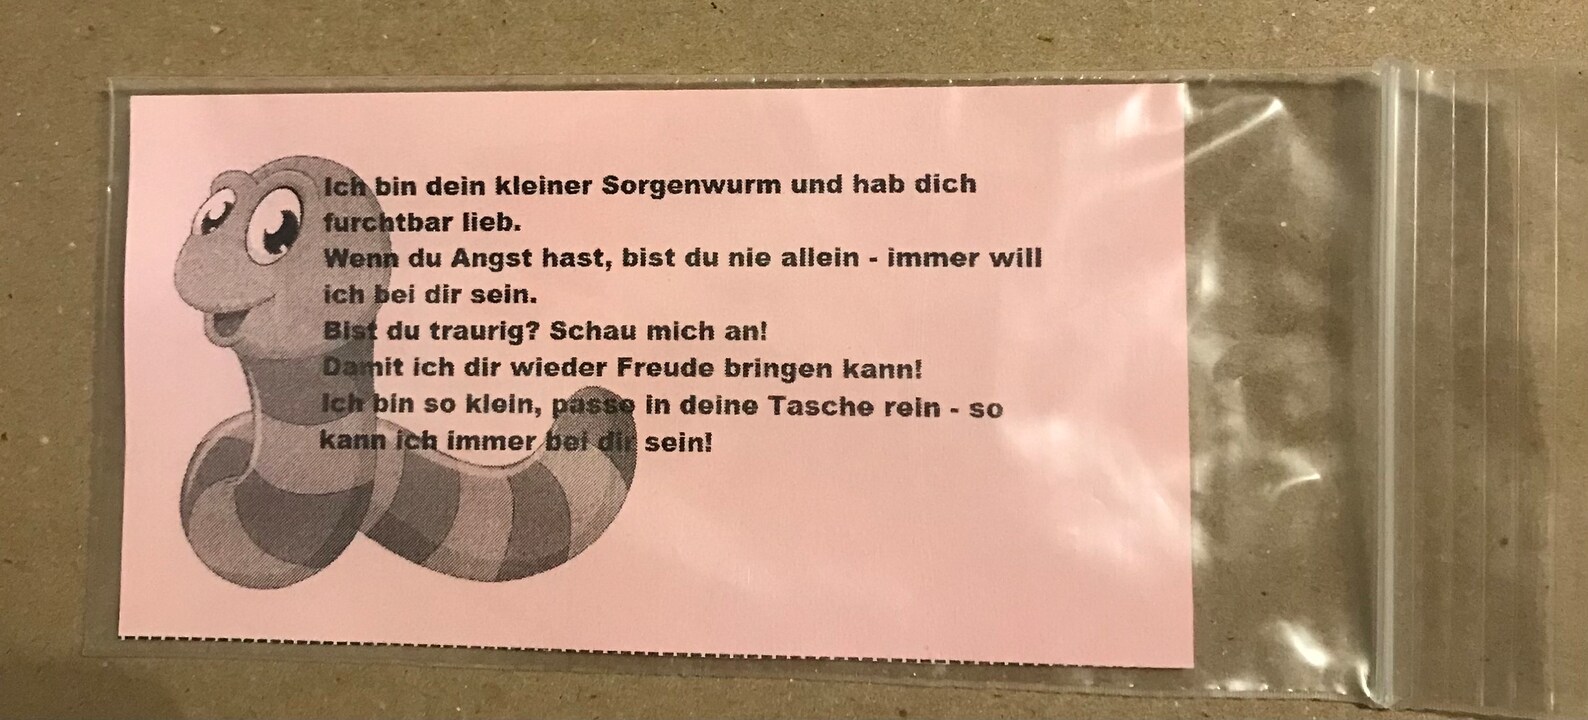 Ich bin dein kleiner Sorgenwurm und hab dich
furchtbar lieb.
Wenn du Angst hast, bist du nie allein - immer will
ich bei dir sein.
Bist du traurig? Schau mich an!
Damit ich dir wieder Freude bringen kann!
Ich bin so klein, passe in deine Tasche rein - so
kann ich immer bei dir sein!